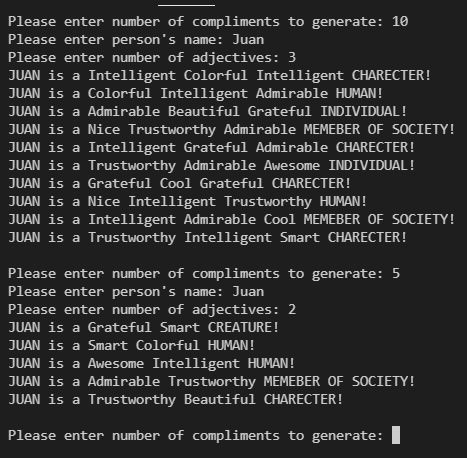 Please enter number of compliments to generate: 10
Please enter person's name: Juan
Please enter number of adjectives: 3
JUAN is a Intelligent Colorful Intelligent CHARECTER!
JUAN is a Colorful Intelligent Admirable HUMAN!
JUAN is a Admirable Beautiful Grateful INDIVIDUAL!
JUAN is a Nice Trustworthy Admirable MEMEBER OF SOCIETY!
JUAN is a Intelligent Grateful Admirable CHARECTER!
JUAN is a Trustworthy Admirable Awesome INDIVIDUAL!
JUAN is a Grateful Cool Grateful CHARECTER!
JUAN is a Nice Intelligent Trustworthy HUMAN!
JUAN is a Intelligent Admirable Cool MEMEBER OF SOCIETY!
JUAN is a Trustworthy Intelligent Smart CHARECTER!
Please enter number of compliments to generate: 5
Please enter person's name: Juan
Please enter number of adjectives: 2
JUAN is a Grateful Smart CREATURE!
JUAN is a Smart Colorful HUMAN!
JUAN is a Awesome Intelligent HUMAN!
JUAN is a Admirable Trustworthy MEMEBER OF SOCIETY!
JUAN is a Trustworthy Beautiful CHARECTER!
Please enter number of compliments to generate: